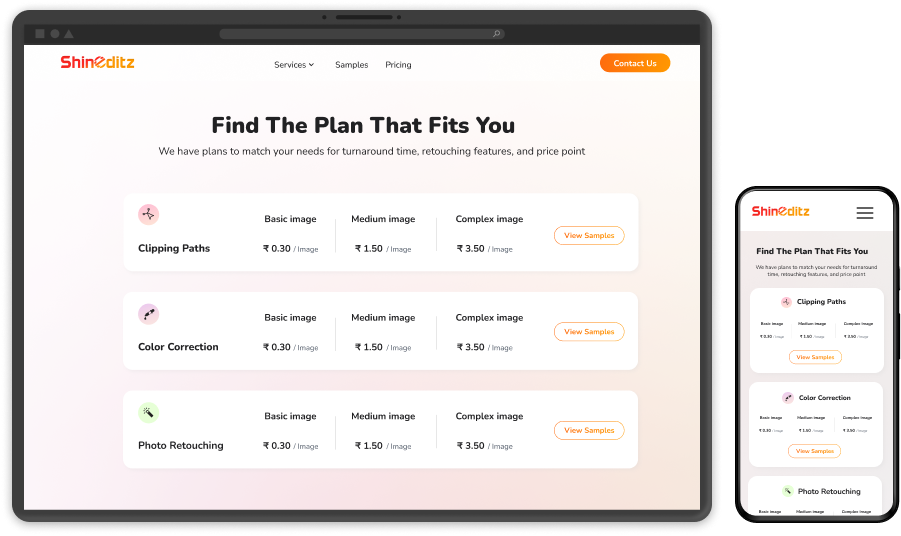 Shineditz
Services
Samples
Pricing
Contact Us
Find The Plan That Fits You
We have plans to match your needs for turnaround time, retouching features, and price point
Clipping Paths
Basic image
Medium image
Complex image
₹ 0.30 / Image
₹ 1.50 / Image
₹ 3.50 / Image
View Samples
Color Correction
Basic image
Medium image
Complex image
₹ 0.30 / Image
₹ 1.50 / Image
₹ 3.50 / Image
View Samples
Photo Retouching
Basic image
Medium image
Complex image
₹ 0.30 / Image
₹ 1.50 / Image
₹ 3.50 / Image
View Samples
Shineditz
Find The Plan That Fits You
We have plans to match your needs for turnaround
time, retouching features, and price point
Clipping Paths
Basic image
Medium image
Complex image
₹ 0.30 / Image
₹ 1.50 / Image
₹ 3.50 / Image
View Samples
Color Correction
Basic image
Medium image
Complex image
₹ 0.30 / Image
₹ 1.50 / Image
₹ 3.50 / Image
View Samples
Photo Retouching
Basic image
Medium image
Complex image